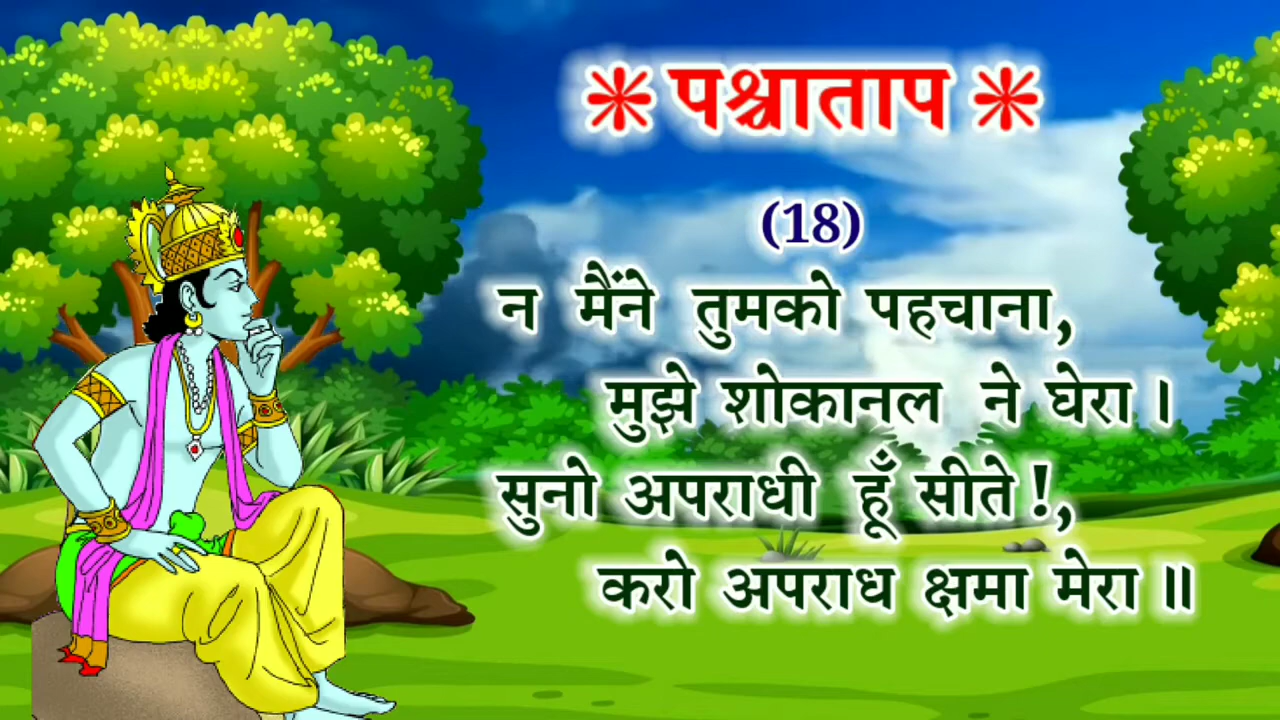 * पश्चाताप *
(18)
न मैंने तुमको पहचाना,
मुझे शोकानल ने घेरा ।
सुनो अपराधी हूँ सीते !,
करो अपराध क्षमा मेरा ॥